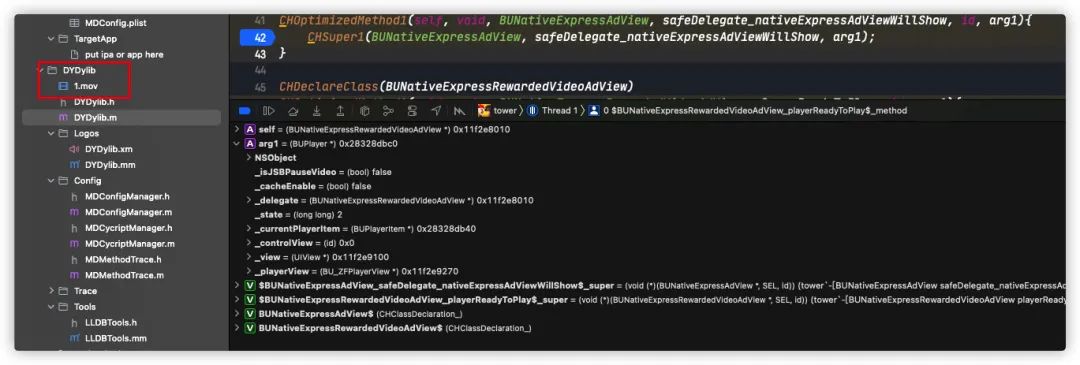 MDConfig.plist
TargetApp
put ipa or app here
DYDylib
1.mov
DYDylib.h
DYDylib.m
Logos
DYDylib.xm
DYDylib.mm
Config
MDConfigManager.h
MDConfigManager.m
MDCycriptManager.h
MDCycriptManager.m
MDMethodTrace.h
MDMethodTrace.m
Trace
Tools
LLDBTools.h
LLDBTools.mm
41 CHOptimizedMethod1(self, void, BUNativeExpressAdView, safeDelegate_nativeExpressAdViewWillShow, id, arg1){
42 CHSuper1(BUNativeExpressAdView, safeDelegate_nativeExpressAdViewWillShow, arg1);
43 }
44
45 CHDeclareClass(BUNativeExpressRewardedVideoAdView)
tower Thread 1 0 $BUNativeExpressRewardedVideoAdView_playerReadyToPlay$_method
A self = (BUNativeExpressRewardedVideoAdView *) 0x11f2e8010
A arg1 = (BUPlayer *) 0x28328dbc0
NSObject
_isJSBPauseVideo = (bool) false
_cacheEnable = (bool) false
_delegate = (BUNativeExpressRewardedVideoAdView *) 0x11f2e8010
_state = (long long) 2
_currentPlayerItem = (BUPlayerItem *) 0x28328db40
_controlView = (id) 0x0
_view = (UIView *) 0x11f2e9100
_playerView = (BU_ZFPlayerView *) 0x11f2e9270
V $BUNativeExpressAdView_safeDelegate_nativeExpressAdViewWillShow$_super = (void (*)(BUNativeExpressAdView *, SEL, id)) (tower`-[BUNativeExpressAdView safeDelegate_nativeExpressAdViewWillSho
V $BUNativeExpressRewardedVideoAdView_playerReadyToPlay$_super = (void (*)(BUNativeExpressRewardedVideoAdView *, SEL, id)) (tower`-[BUNativeExpressRewardedVideoAdView playerReady
V BUNativeExpressAdView$ (CHClassDeclaration_)
V BUNativeExpressRewardedVideoAdView$ (CHClassDeclaration_)